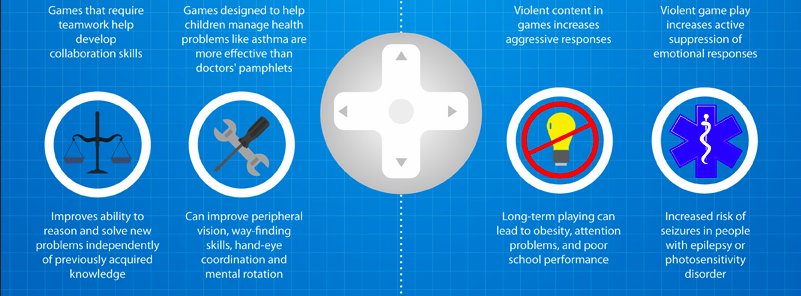 Games that require
teamwork help
develop
collaboration skills
Games designed to help
children manage health
problems like asthma are
more effective than
doctors' pamphlets
Violent content in
games increases
aggressive responses
Violent game play
increases active
suppression of
emotional responses
Improves ability to
reason and solve new
problems independently
of previously acquired
knowledge
Can improve peripheral
vision, way-finding
skills, hand-eye
coordination and
mental rotation
Long-term playing can
lead to obesity, attention
problems, and poor
school performance
Increased risk of
seizures in people
with epilepsy or
photosensitivity
disorder